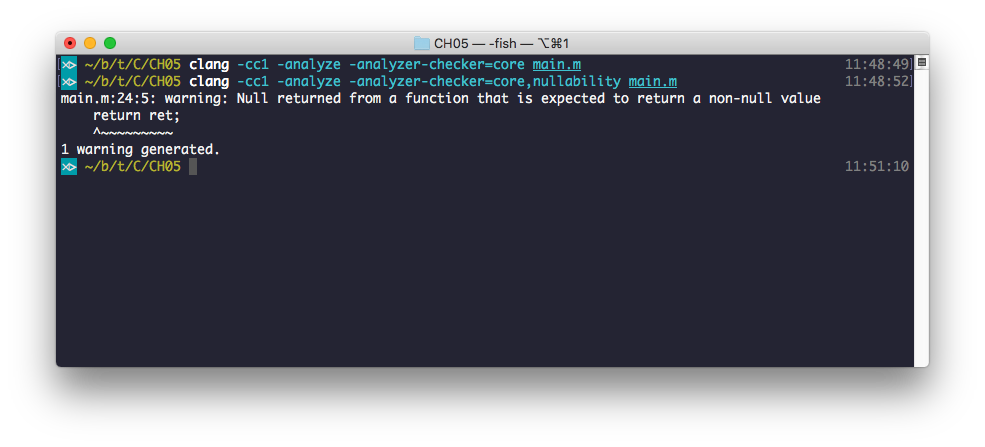 CH05 — -fish — ⌥⌘1
~/b/t/C/CH05 clang -cc1 -analyze -analyzer-checker=core main.m 11:48:49
~/b/t/C/CH05 clang -cc1 -analyze -analyzer-checker=core,nullability main.m 11:48:52
main.m:24:5: warning: Null returned from a function that is expected to return a non-null value
    return ret;
    ^~~~~~~~~~
1 warning generated.
~/b/t/C/CH05 11:51:10